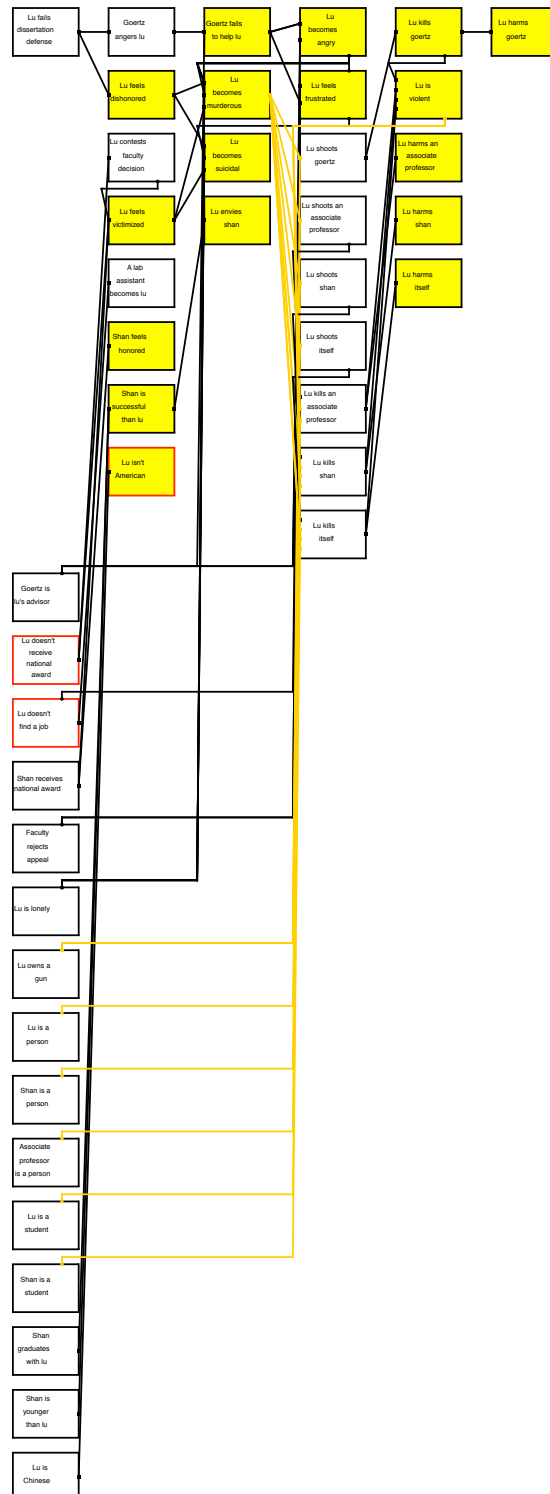 Lu fails
dissertation
defense
Goertz
angers lu
Goertz fails
to help lu
Lu
becomes
angry
Lu kills
goertz
Lu harms
goertz
Lu feels
dishonored
Lu
becomes
murderous
Lu feels
frustrated
Lu is
violent
Lu contests
faculty
decision
Lu
becomes
suicidal
Lu shoots
goertz
Lu harms an
associate
professor
Lu feels
victimized
Lu envies
shan
Lu shoots an
associate
professor
Lu harms
shan
A lab
assistant
becomes lu
Lu shoots
shan
Lu harms
itself
Shan feels
honored
Lu shoots
itself
Shan is
successful
than lu
Lu kills an
associate
professor
Lu isn't
American
Lu kills
shan
Lu kills
itself
Goertz is
lu's advisor
Lu doesn't
receive
national
award
Lu doesn't
find a job
Shan receives
national award
Faculty
rejects
appeal
Lu is lonely
Lu owns a
gun
Lu is a
person
Shan is a
person
Associate
professor
is a person
Lu is a
student
Shan is a
student
Shan
graduates
with lu
Shan is
younger
than lu
Lu is
Chinese